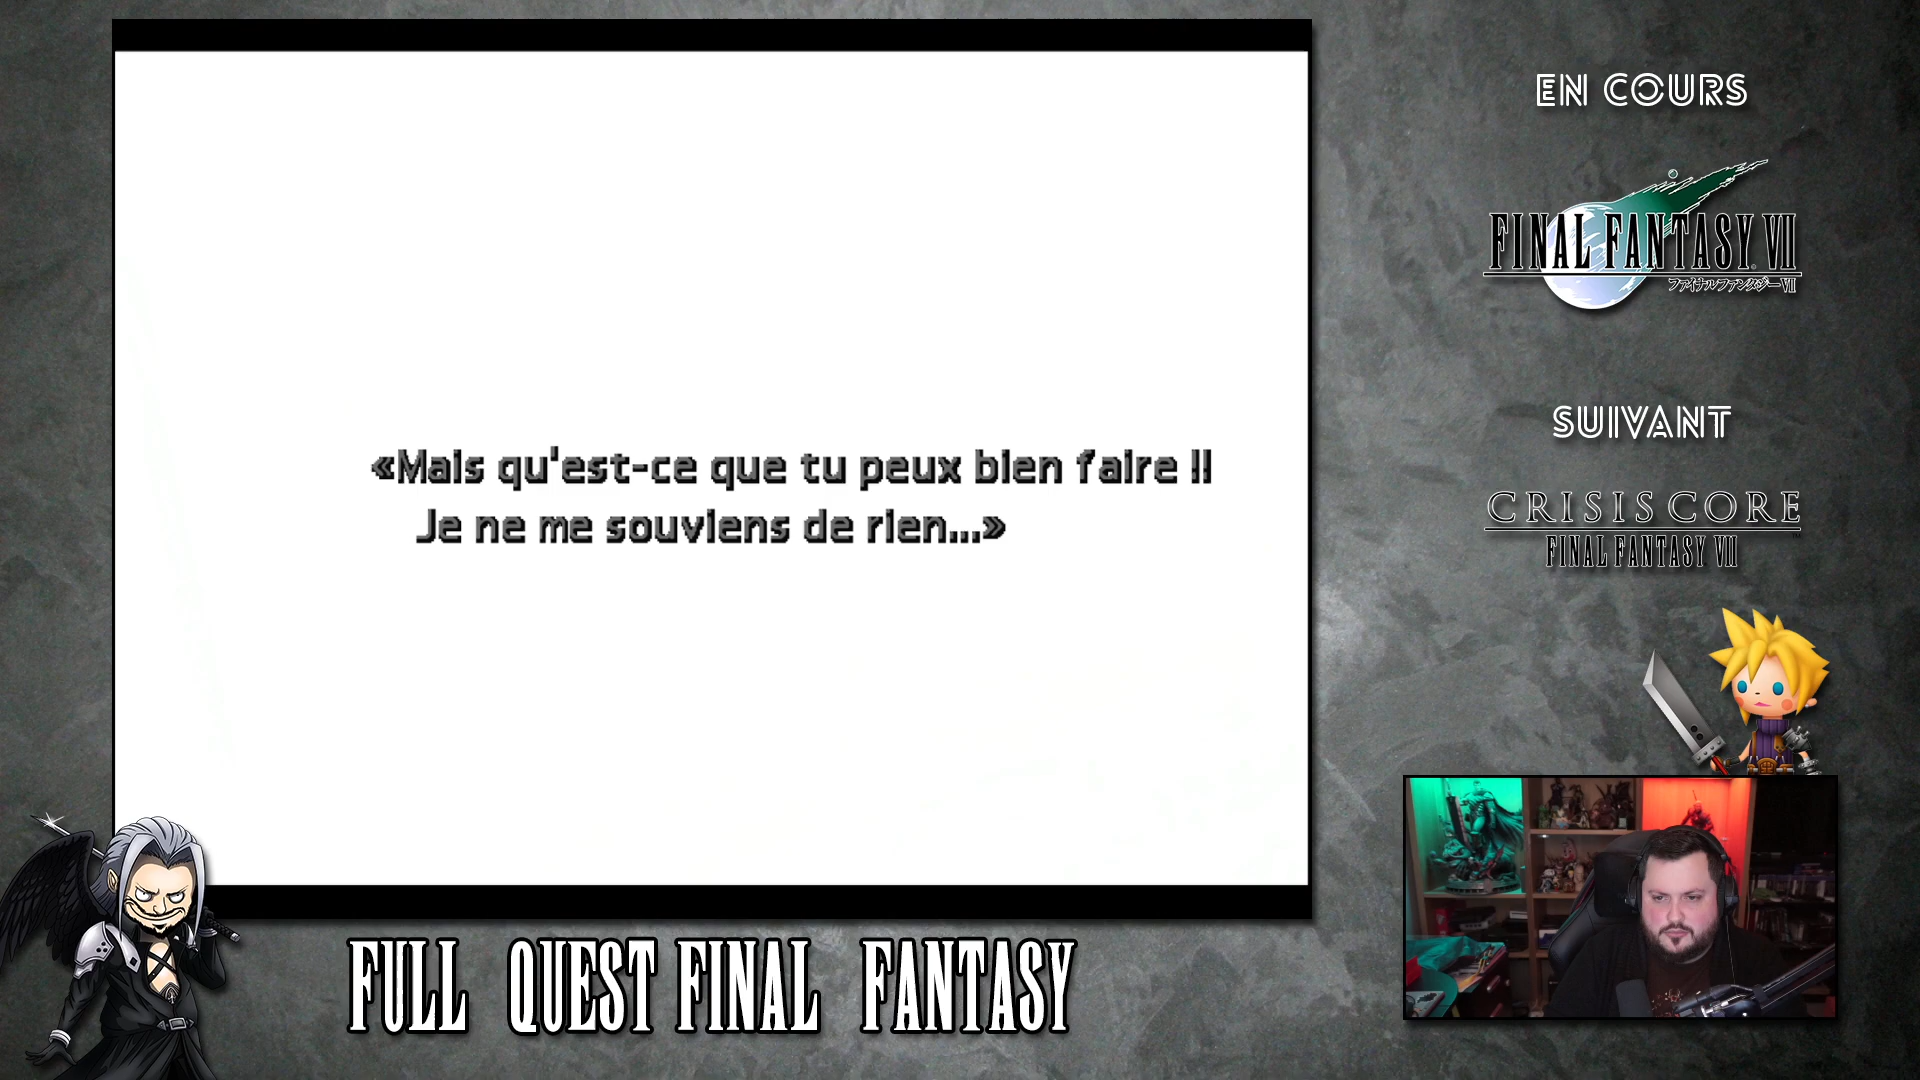 EN COURS
FINAL FANTASY VII
ファイナルファンタジーVII
SUIVANT
CRISIS CORE
FINAL FANTASY VII
«Mais qu'est-ce que tu peux bien faire !!
Je ne me souviens de rien...»
FULL QUEST FINAL FANTASY